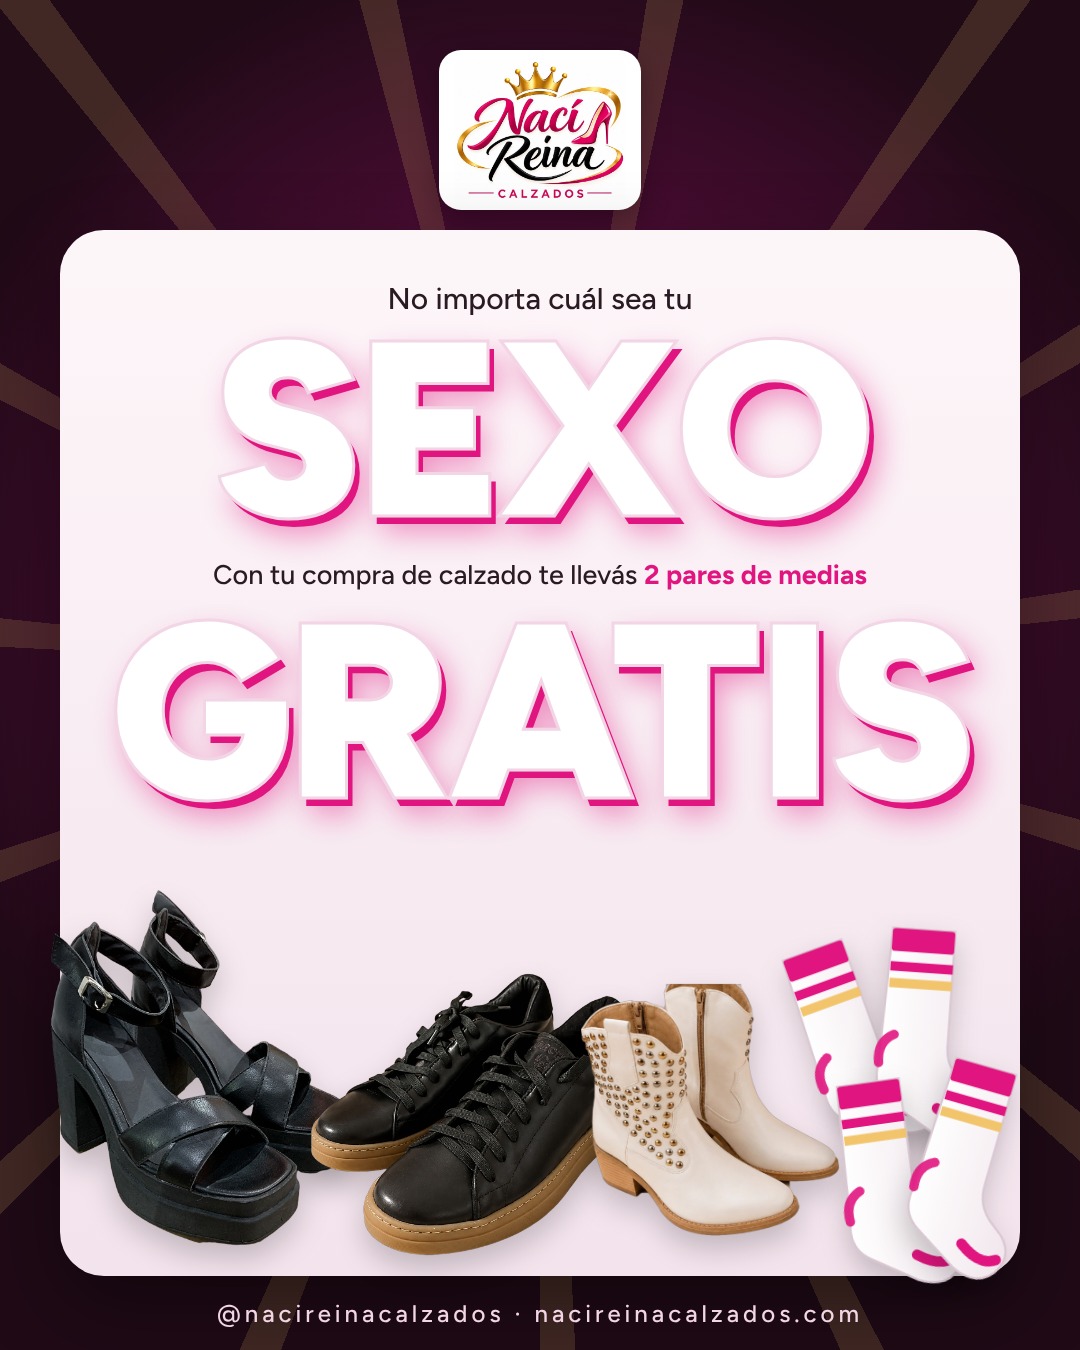 Nací
Reina
CALZADOS
No importa cuál sea tu
SEXO
Con tu compra de calzado te llevás 2 pares de medias
GRATIS
@nacireinacalzados · nacireinacalzados.com